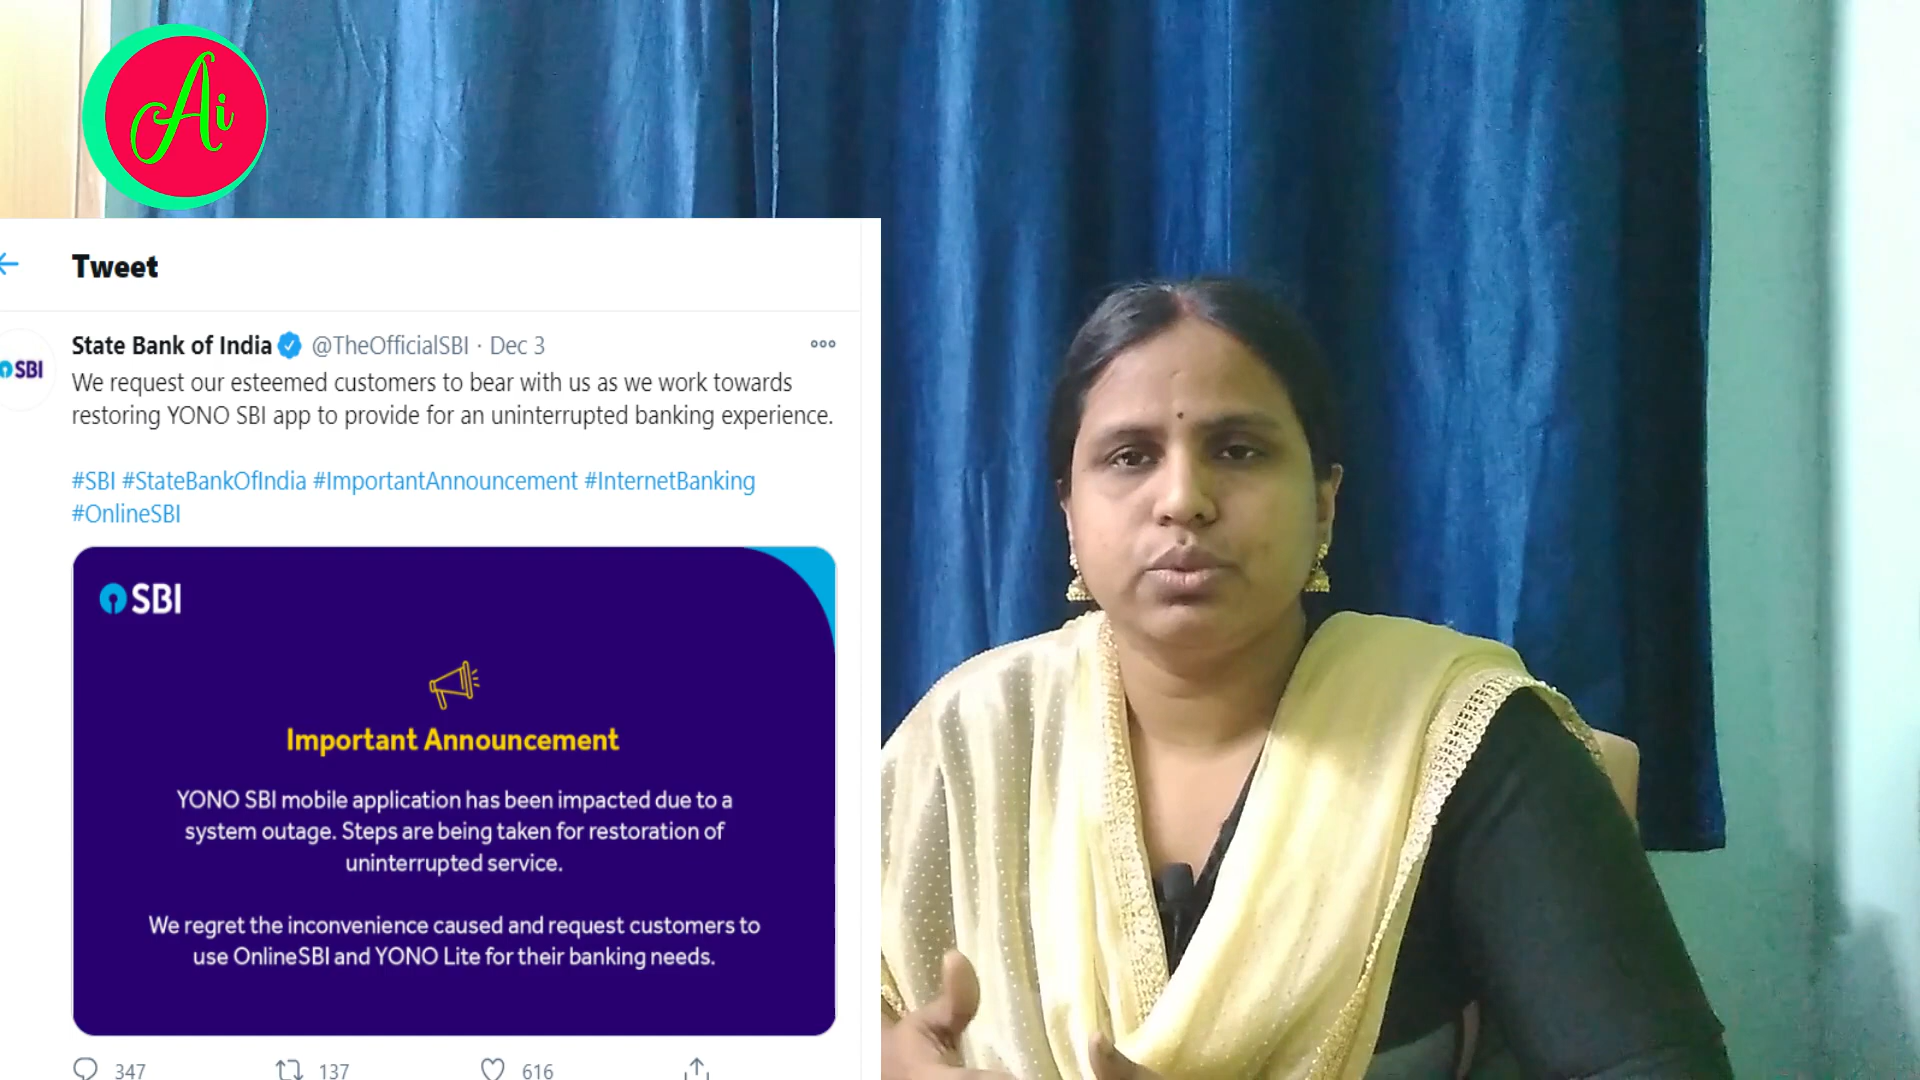 Ai
Tweet
State Bank of India @TheOfficialSBI · Dec 3
SBI
We request our esteemed customers to bear with us as we work towards
restoring YONO SBI app to provide for an uninterrupted banking experience.
#SBI #StateBankOfIndia #ImportantAnnouncement #InternetBanking
#OnlineSBI
SBI
Important Announcement
YONO SBI mobile application has been impacted due to a
system outage. Steps are being taken for restoration of
uninterrupted service.
We regret the inconvenience caused and request customers to
use OnlineSBI and YONO Lite for their banking needs.
347 137 616